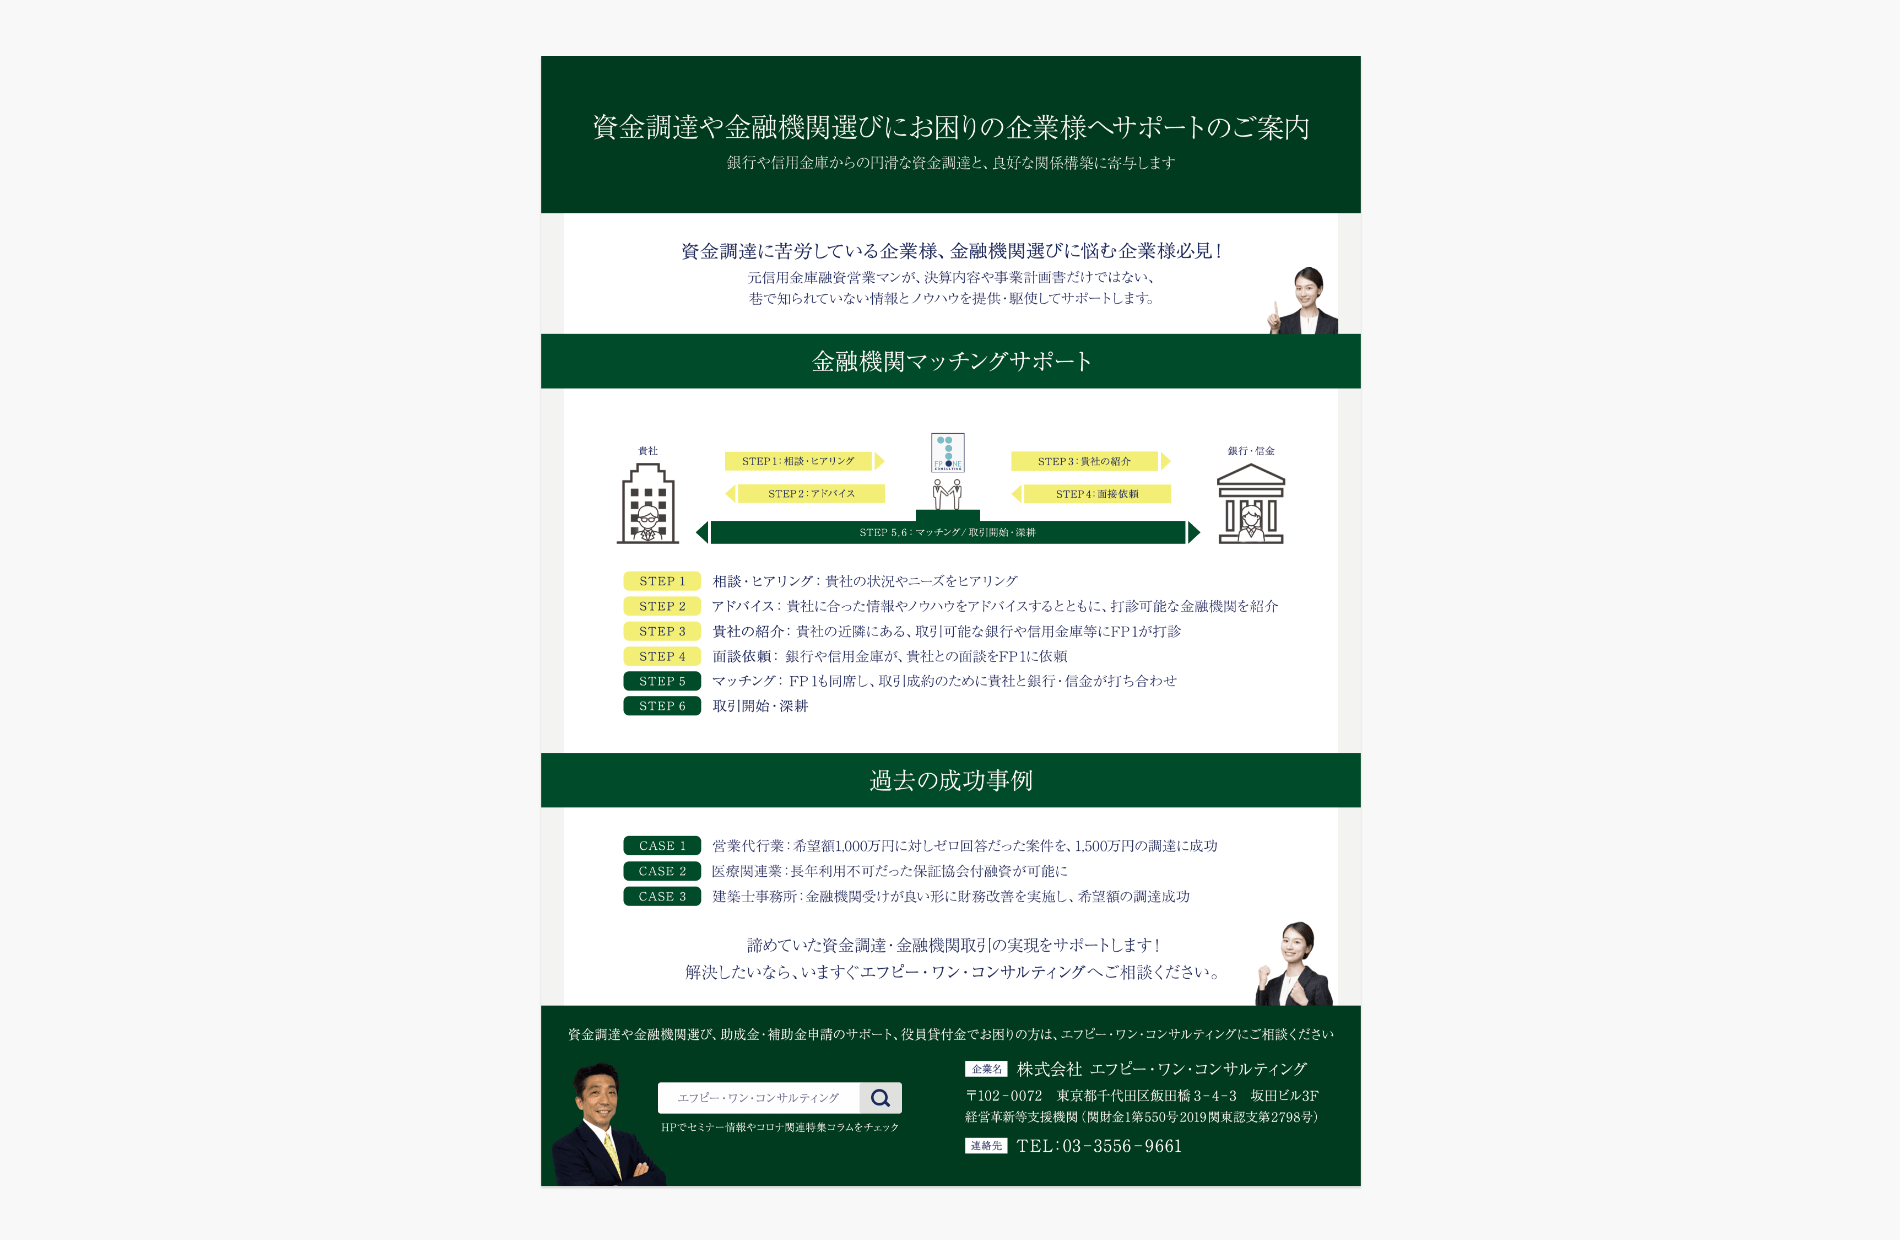 資金調達や金融機関選びにお困りの企業様へサポートのご案内
銀行や信用金庫からの円滑な資金調達と、良好な関係構築に寄与します
資金調達に苦労している企業様、金融機関選びに悩む企業様必見！
元信用金庫融資営業マンが、決算内容や事業計画書だけではない、
巷で知られていない情報とノウハウを提供・駆使してサポートします。
金融機関マッチングサポート
貴社
STEP1：相談・ヒアリング
STEP2：アドバイス
FP ONE
CONSULTING
STEP3：貴社の紹介
STEP4：面接依頼
銀行・信金
STEP 5,6：マッチング/取引開始・深耕
STEP 1 相談・ヒアリング：貴社の状況やニーズをヒアリング
STEP 2 アドバイス：貴社に合った情報やノウハウをアドバイスするとともに、打診可能な金融機関を紹介
STEP 3 貴社の紹介：貴社の近隣にある、取引可能な銀行や信用金庫等にFP1が打診
STEP 4 面談依頼：銀行や信用金庫が、貴社との面談をFP1に依頼
STEP 5 マッチング：FP1も同席し、取引成約のために貴社と銀行・信金が打ち合わせ
STEP 6 取引開始・深耕
過去の成功事例
CASE 1 営業代行業：希望額1,000万円に対しゼロ回答だった案件を、1,500万円の調達に成功
CASE 2 医療関連業：長年利用不可だった保証協会付融資が可能に
CASE 3 建築士事務所：金融機関受けが良い形に財務改善を実施し、希望額の調達成功
諦めていた資金調達・金融機関取引の実現をサポートします！
解決したいなら、いますぐエフピー・ワン・コンサルティングへご相談ください。
資金調達や金融機関選び、助成金・補助金申請のサポート、役員貸付金でお困りの方は、エフピー・ワン・コンサルティングにご相談ください
エフピー・ワン・コンサルティング
HPでセミナー情報やコロナ関連特集コラムをチェック
企業名 株式会社 エフピー・ワン・コンサルティング
〒102-0072 東京都千代田区飯田橋3-4-3 坂田ビル3F
経営革新等支援機関（関財金1第550号2019関東認支第2798号）
連絡先 TEL：03-3556-9661